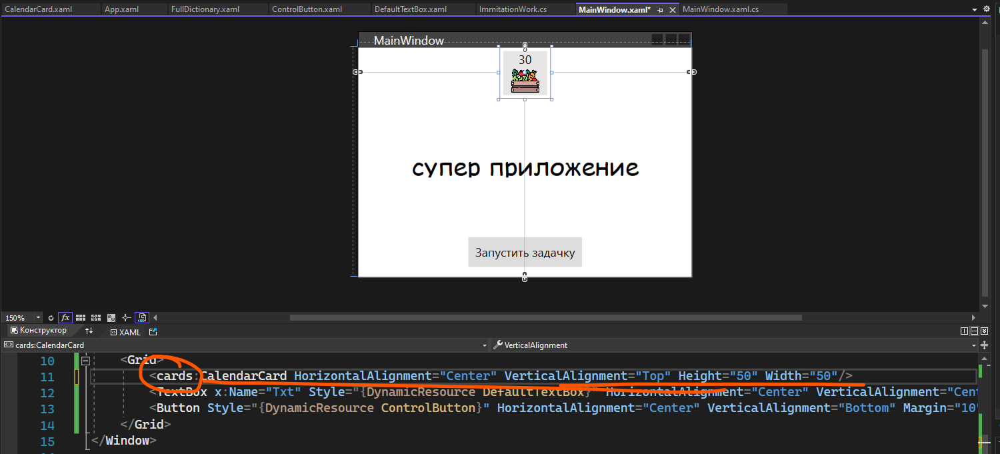 CalendarCard.xaml App.xaml FullDictionary.xaml ControlButton.xaml DefaultTextBox.xaml ImmitationWork.cs MainWindow.xaml* MainWindow.xaml.cs
MainWindow
30
супер приложение
Запустить задачку
150% fx
Конструктор XAML
cards:CalendarCard VerticalAlignment
10 <Grid>
11 <cards:CalendarCard HorizontalAlignment="Center" VerticalAlignment="Top" Height="50" Width="50"/>
12 <TextBox x:Name="Txt" Style="{DynamicResource DefaultTextBox}" HorizontalAlignment="Center" VerticalAlignment="Cent
13 <Button Style="{DynamicResource ControlButton}" HorizontalAlignment="Center" VerticalAlignment="Bottom" Margin="10"
14 </Grid>
15 </Window>